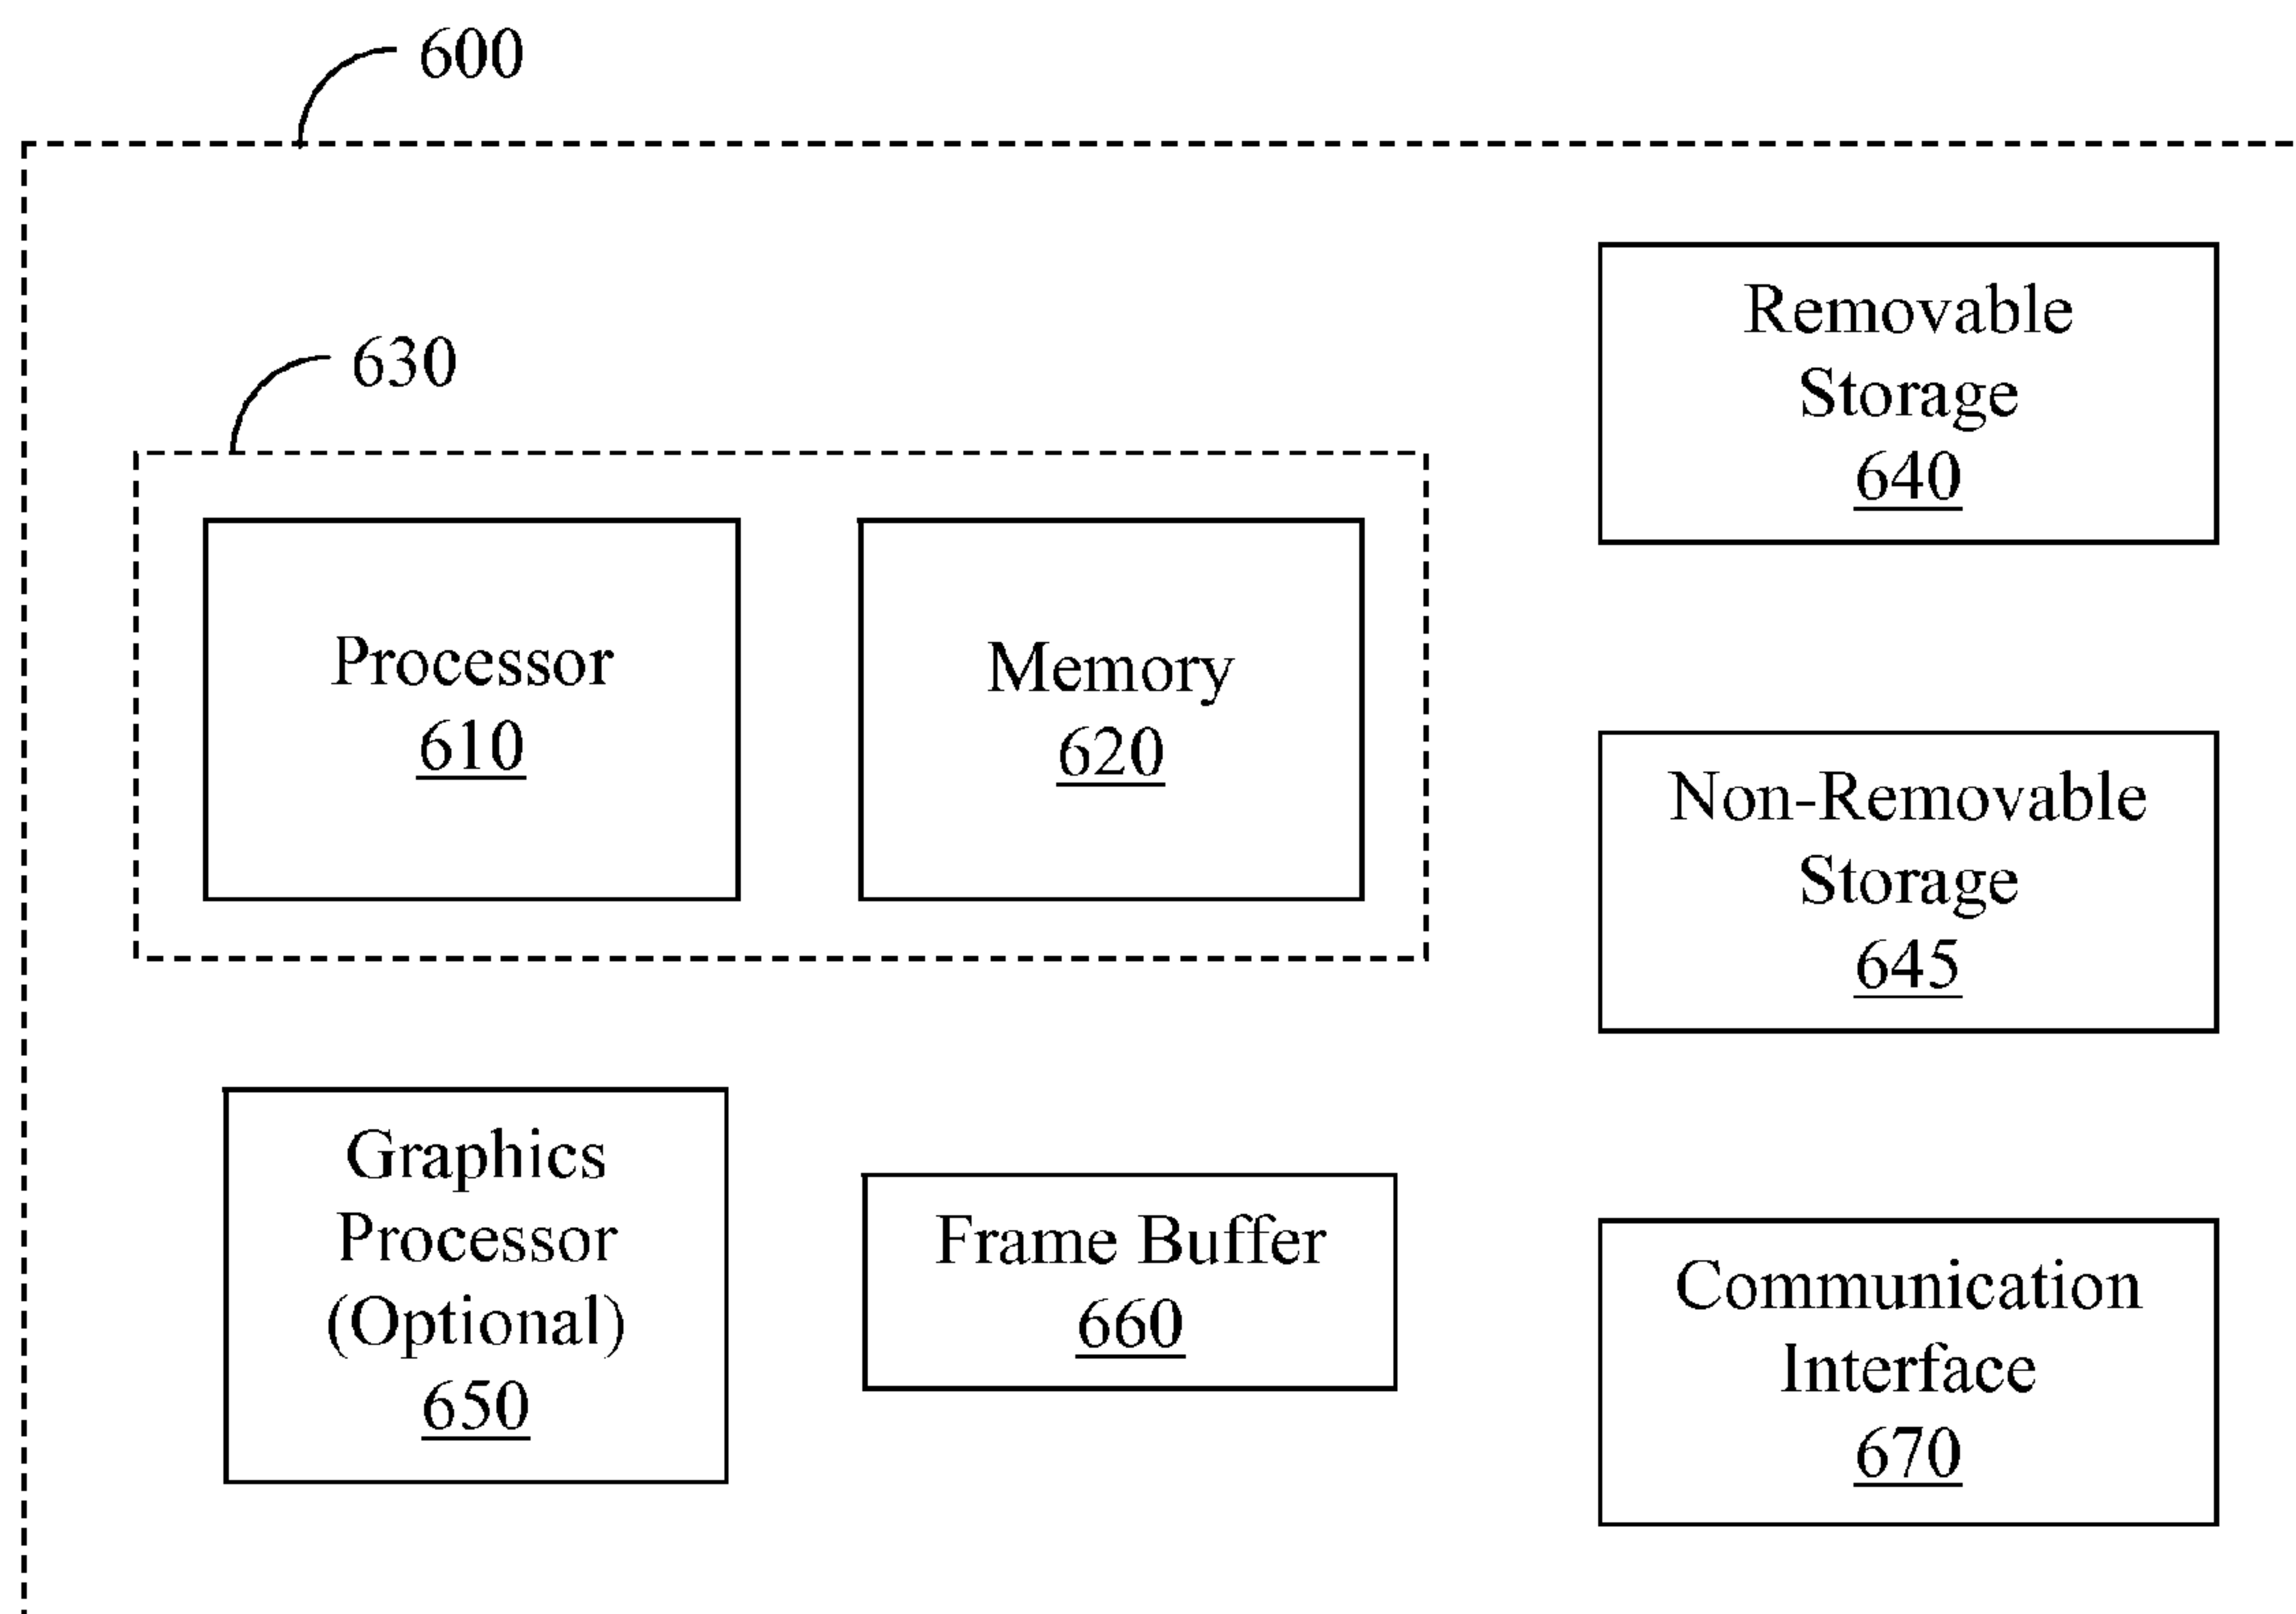 600
630
Processor
610
Memory
620
Removable
Storage
640
Non-Removable
Storage
645
Graphics
Processor
(Optional)
650
Frame Buffer
660
Communication
Interface
670